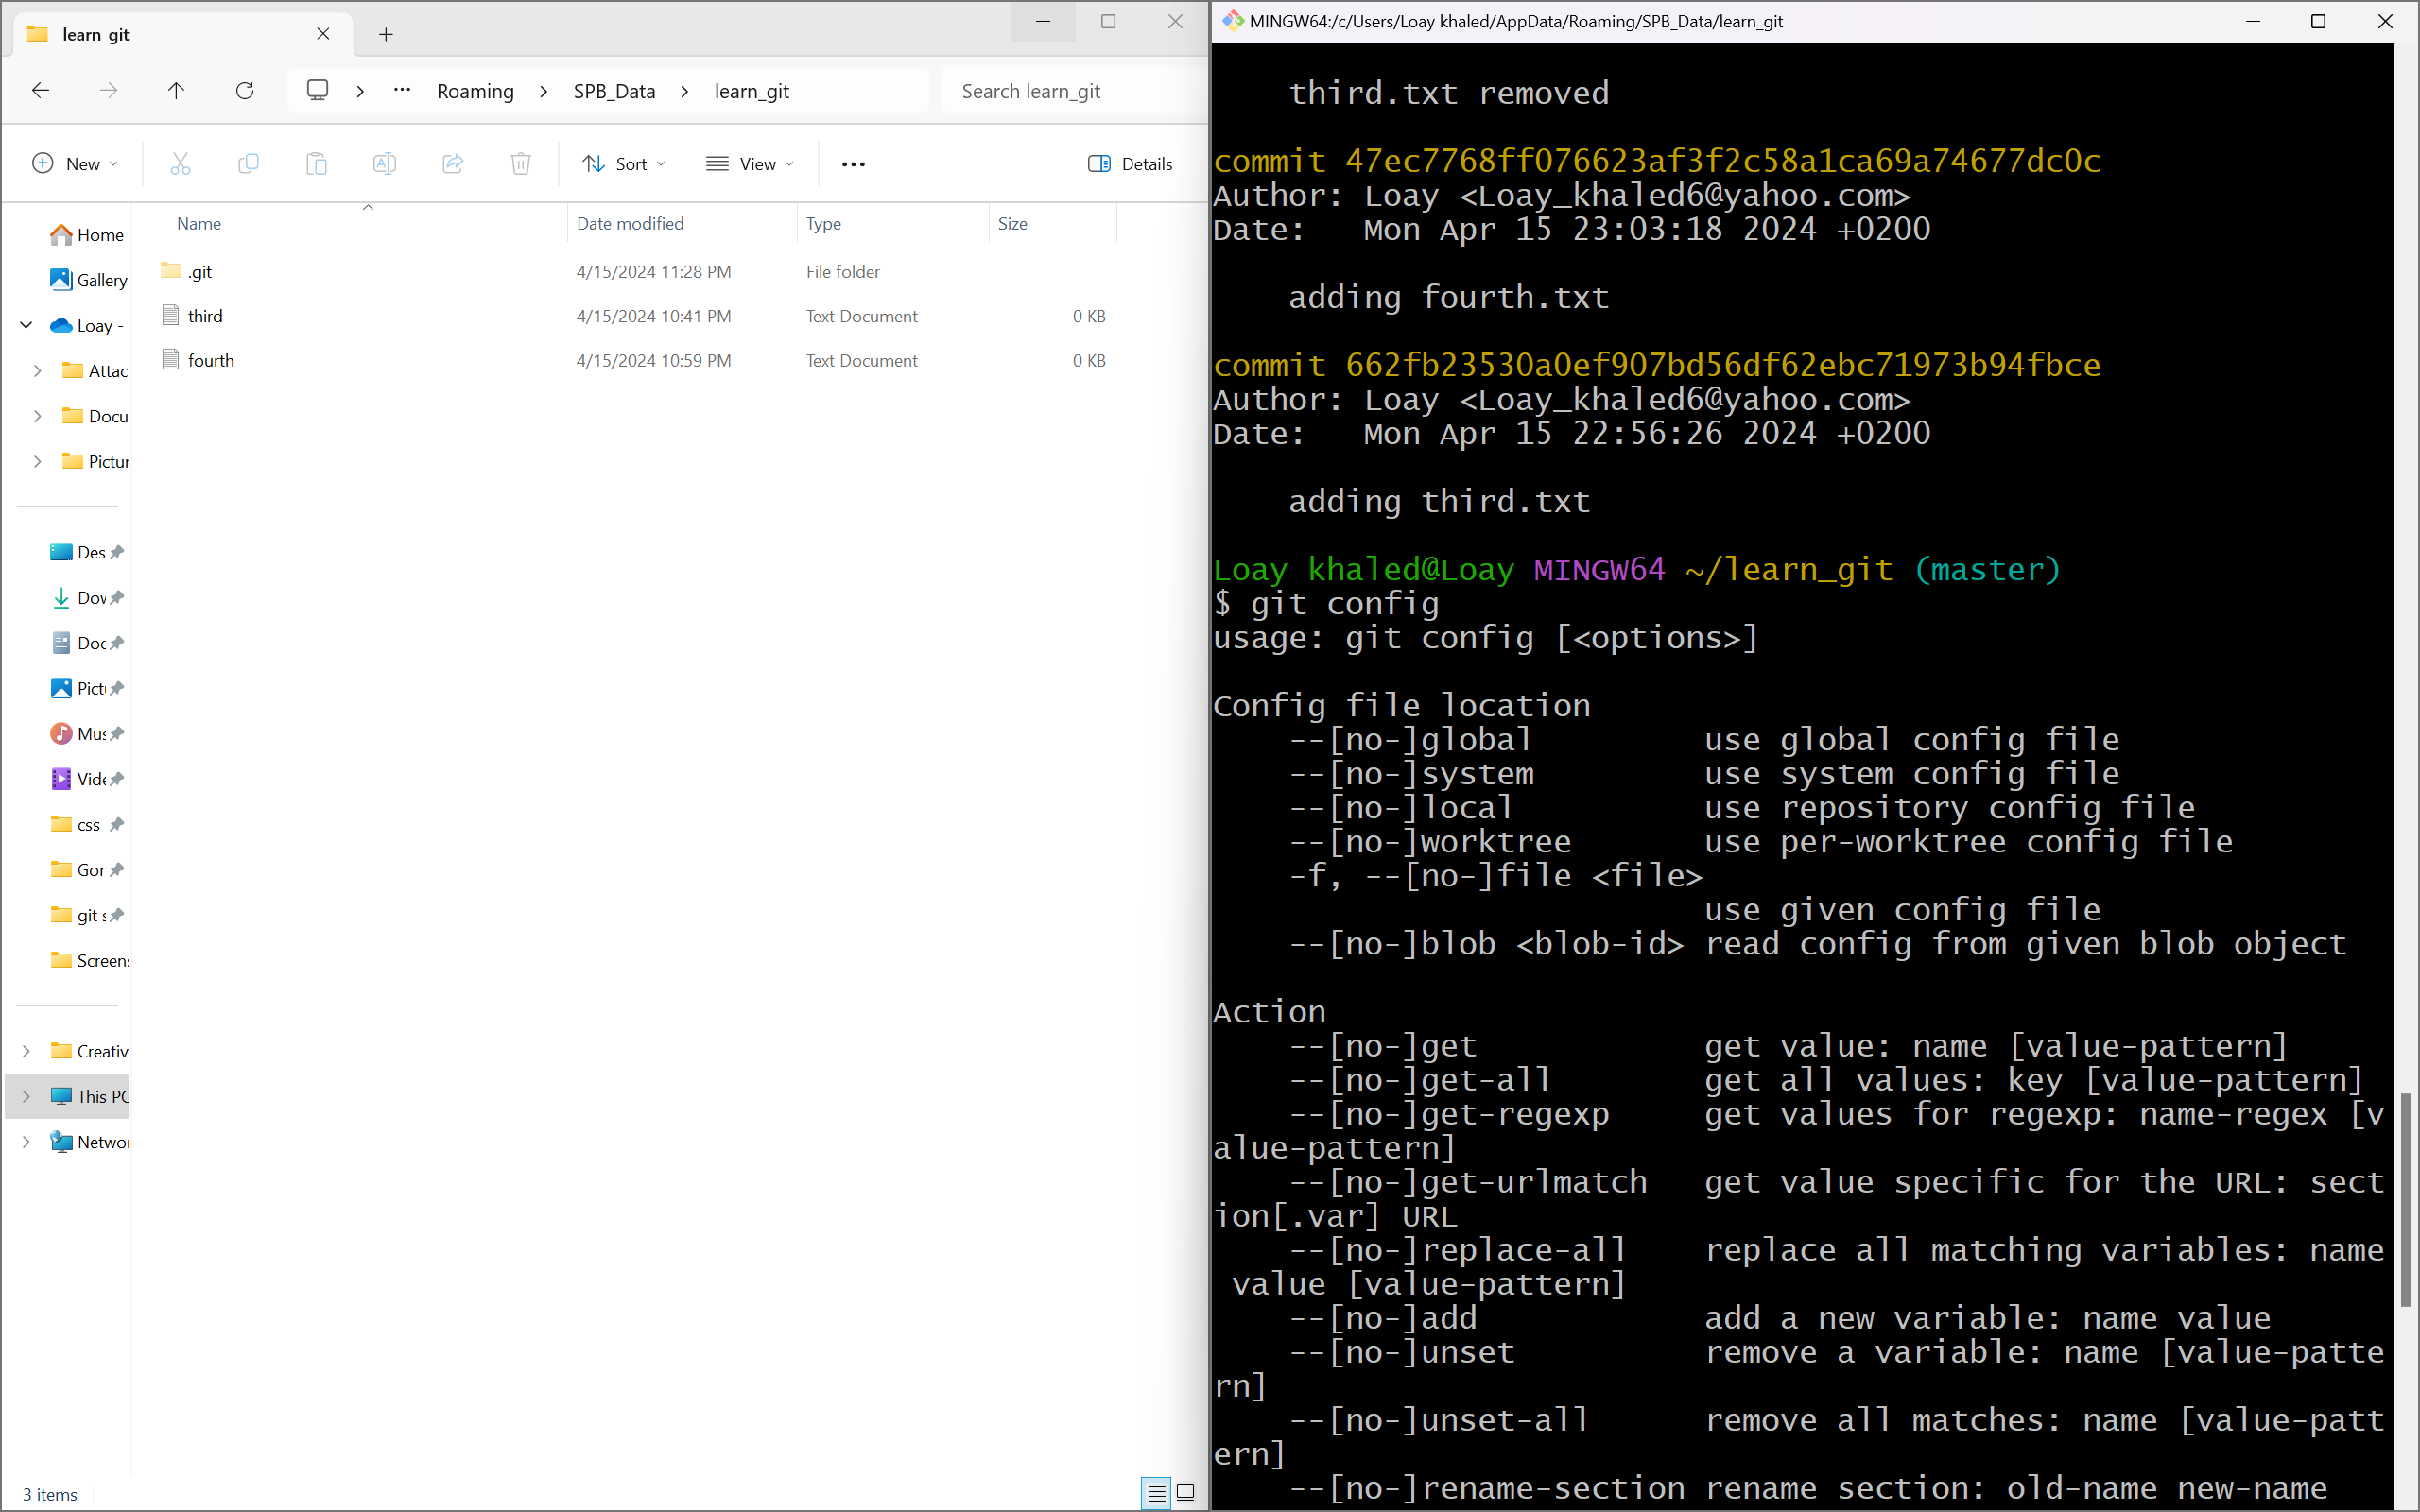 learn_git
Roaming
SPB_Data
learn_git
Search learn_git
New
Sort
View
Details
Name
Date modified
Type
Size
.git
4/15/2024 11:28 PM
File folder
third
4/15/2024 10:41 PM
Text Document
0 KB
fourth
4/15/2024 10:59 PM
Text Document
0 KB
Home
Gallery
Loay -
Attac
Docu
Pictur
Des
Dov
Doc
Pict
Mus
Vide
css
Gor
git s
Screens
Creativ
This PC
Networ
3 items
MINGW64:/c/Users/Loay khaled/AppData/Roaming/SPB_Data/learn_git
third.txt removed
commit 47ec7768ff076623af3f2c58a1ca69a74677dc0c
Author: Loay <Loay_khaled6@yahoo.com>
Date:   Mon Apr 15 23:03:18 2024 +0200
adding fourth.txt
commit 662fb23530a0ef907bd56df62ebc71973b94fbce
Author: Loay <Loay_khaled6@yahoo.com>
Date:   Mon Apr 15 22:56:26 2024 +0200
adding third.txt
Loay khaled@Loay MINGW64 ~/learn_git (master)
$ git config
usage: git config [<options>]
Config file location
--[no-]global         use global config file
--[no-]system         use system config file
--[no-]local          use repository config file
--[no-]worktree       use per-worktree config file
-f, --[no-]file <file>
use given config file
--[no-]blob <blob-id> read config from given blob object
Action
--[no-]get            get value: name [value-pattern]
--[no-]get-all        get all values: key [value-pattern]
--[no-]get-regexp     get values for regexp: name-regex [v
alue-pattern]
--[no-]get-urlmatch   get value specific for the URL: sect
ion[.var] URL
--[no-]replace-all    replace all matching variables: name
value [value-pattern]
--[no-]add            add a new variable: name value
--[no-]unset          remove a variable: name [value-patte
rn]
--[no-]unset-all      remove all matches: name [value-patt
ern]
--[no-]rename-section rename section: old-name new-name